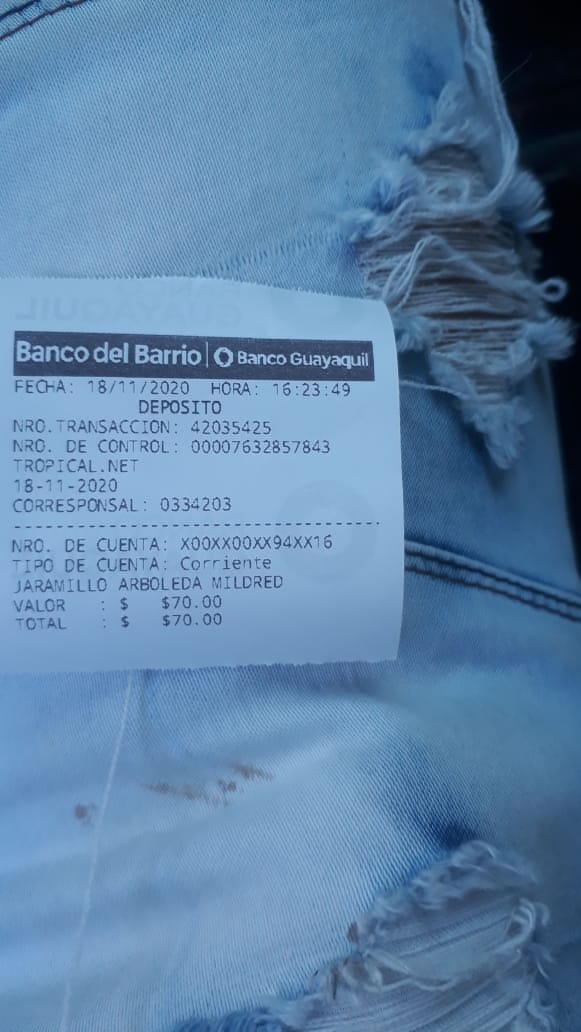 Banco del Barrio | Banco Guayaquil
FECHA: 18/11/2020 HORA: 16:23:49
DEPOSITO
NRO.TRANSACCION: 42035425
NRO. DE CONTROL: 00007632857843
TROPICAL.NET
18-11-2020
CORRESPONSAL: 0334203
NRO. DE CUENTA: X00XX00XX94XX16
TIPO DE CUENTA: Corriente
JARAMILLO ARBOLEDA MILDRED
VALOR : $ $70.00
TOTAL : $ $70.00